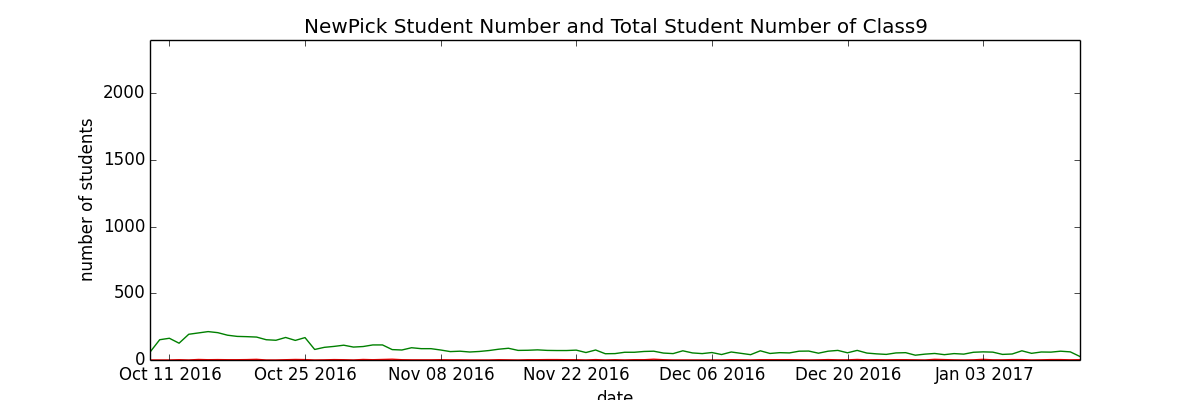 NewPick Student Number and Total Student Number of Class9
number of students
2000
1500
1000
500
0
Oct 11 2016 Oct 25 2016 Nov 08 2016 Nov 22 2016 Dec 06 2016 Dec 20 2016 Jan 03 2017
date